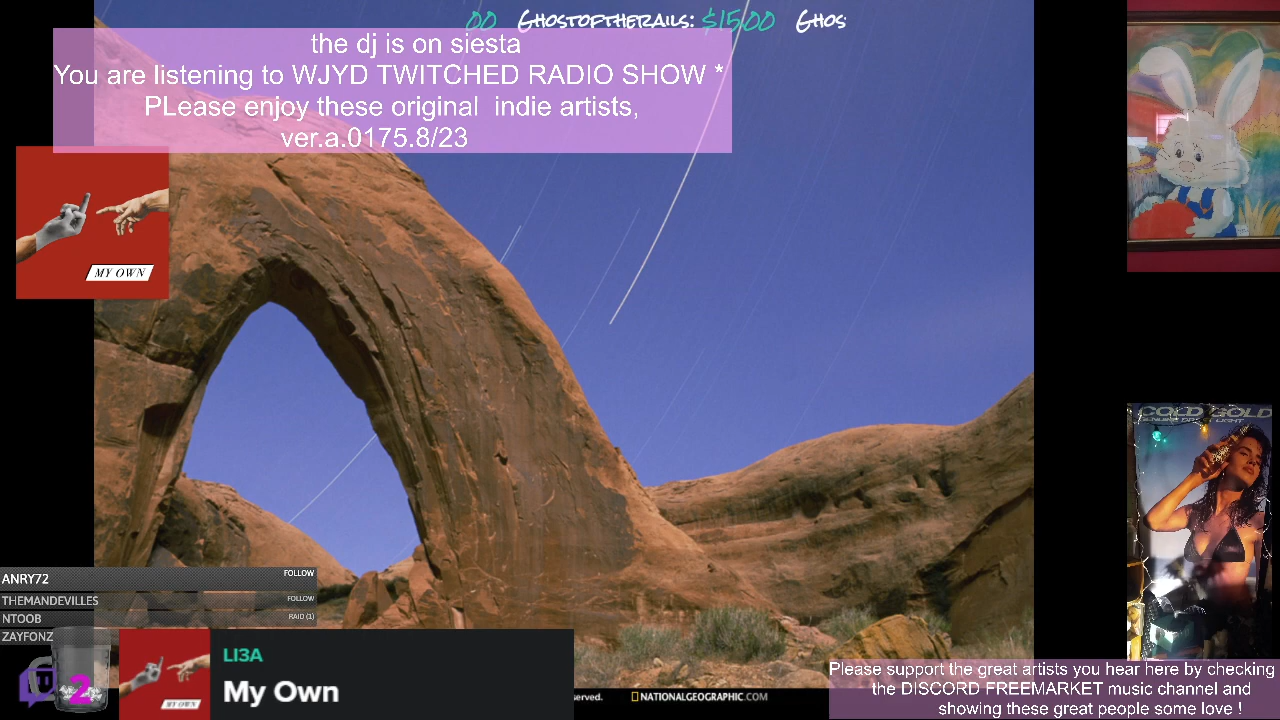 00 Ghostoftherails: $15.00 Ghos
the dj is on siesta
You are listening to WJYD TWITCHED RADIO SHOW *
PLease enjoy these original indie artists,
ver.a.0175.8/23
MY OWN
COLD GOLD
ANRY72 FOLLOW
THEMANDEVILLES FOLLOW
NTOOB RAID (1)
ZAYFONZ
2
MY OWN
LI3A
My Own
served. NATIONALGEOGRAPHIC.COM
Please support the great artists you hear here by checking
the DISCORD FREEMARKET music channel and
showing these great people some love !